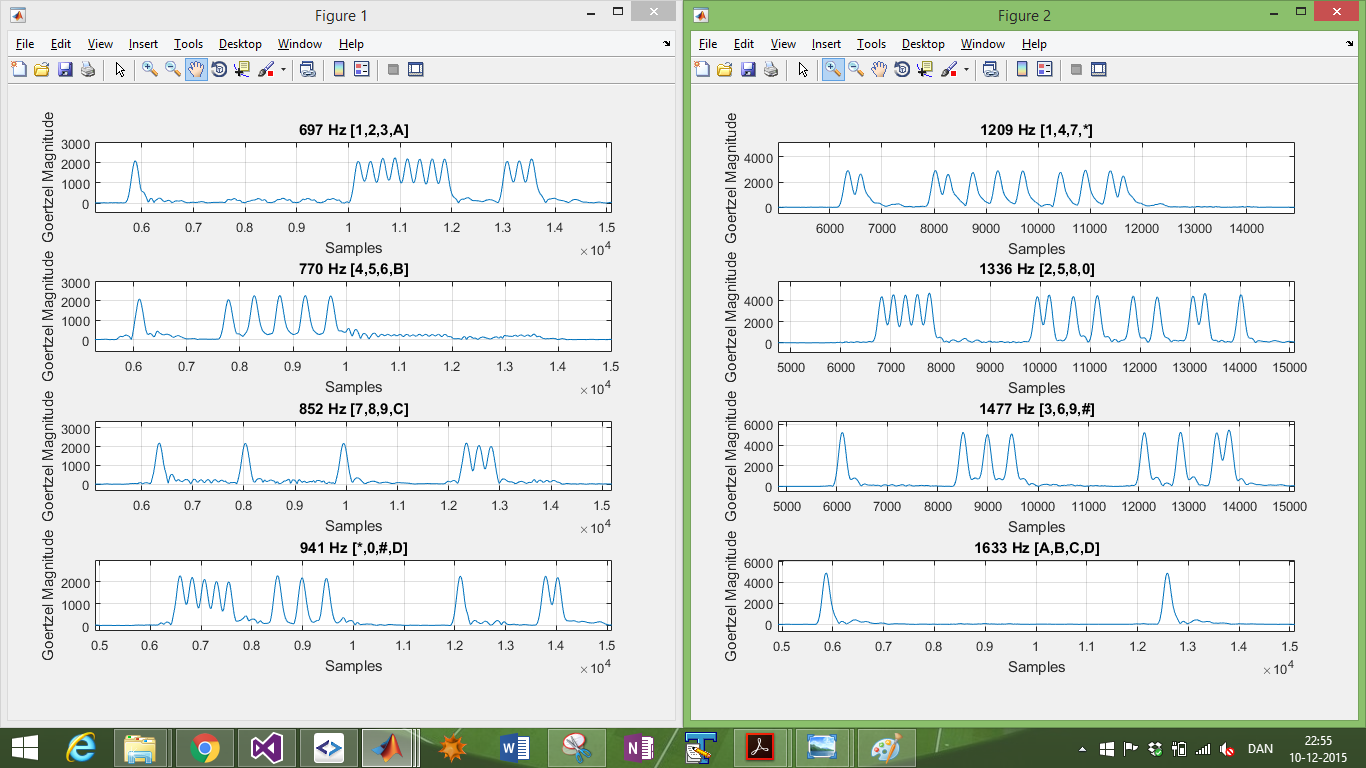 Figure 1
File Edit View Insert Tools Desktop Window Help
697 Hz [1,2,3,A]
Goertzel Magnitude
3000
2000
1000
0
0.6 0.7 0.8 0.9 1 1.1 1.2 1.3 1.4 1.5
Samples
×10^4
770 Hz [4,5,6,B]
Goertzel Magnitude
3000
2000
1000
0
0.6 0.7 0.8 0.9 1 1.1 1.2 1.3 1.4 1.5
Samples
×10^4
852 Hz [7,8,9,C]
Goertzel Magnitude
3000
2000
1000
0
0.6 0.7 0.8 0.9 1 1.1 1.2 1.3 1.4 1.5
Samples
×10^4
941 Hz [*,0,#,D]
Goertzel Magnitude
2000
1000
0
0.5 0.6 0.7 0.8 0.9 1 1.1 1.2 1.3 1.4 1.5
Samples
×10^4
Figure 2
File Edit View Insert Tools Desktop Window Help
1209 Hz [1,4,7,*]
Goertzel Magnitude
4000
2000
0
6000 7000 8000 9000 10000 11000 12000 13000 14000
Samples
1336 Hz [2,5,8,0]
Goertzel Magnitude
4000
2000
0
5000 6000 7000 8000 9000 10000 11000 12000 13000 14000 15000
Samples
1477 Hz [3,6,9,#]
Goertzel Magnitude
6000
4000
2000
0
5000 6000 7000 8000 9000 10000 11000 12000 13000 14000 15000
Samples
1633 Hz [A,B,C,D]
Goertzel Magnitude
6000
4000
2000
0
0.5 0.6 0.7 0.8 0.9 1 1.1 1.2 1.3 1.4 1.5
Samples
×10^4
DAN
22:55
10-12-2015